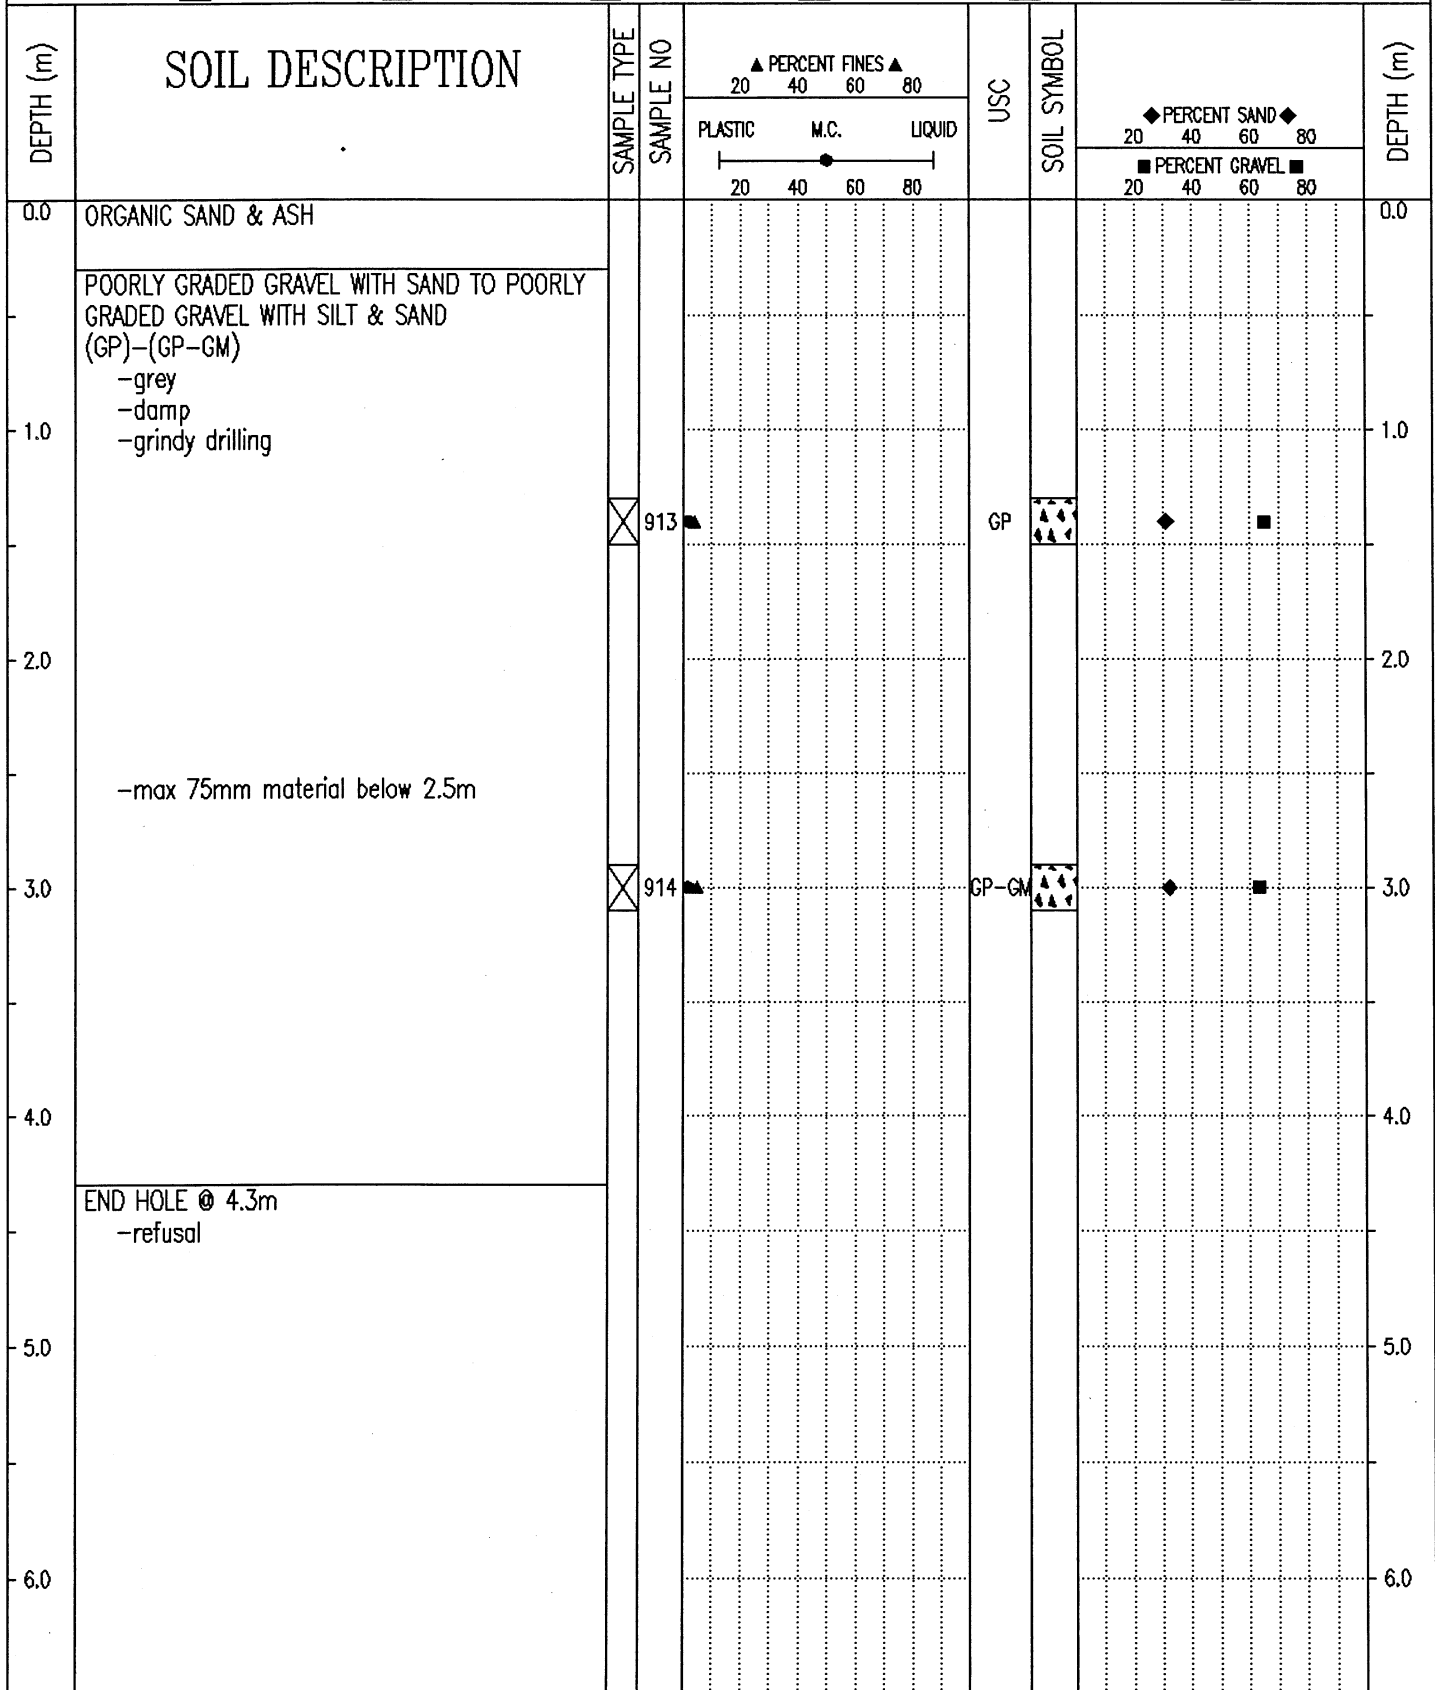 DEPTH (m)
SOIL DESCRIPTION
SAMPLE TYPE
SAMPLE NO
▲ PERCENT FINES ▲
20 40 60 80
PLASTIC M.C. LIQUID
20 40 60 80
USC
SOIL SYMBOL
◆ PERCENT SAND ◆
20 40 60 80
■ PERCENT GRAVEL ■
20 40 60 80
DEPTH (m)
0.0 ORGANIC SAND & ASH 0.0
POORLY GRADED GRAVEL WITH SAND TO POORLY
GRADED GRAVEL WITH SILT & SAND
(GP)-(GP-GM)
-grey
-damp
1.0 -grindy drilling 1.0
913 GP
2.0 2.0
-max 75mm material below 2.5m
3.0 914 GP-GM 3.0
4.0 4.0
END HOLE @ 4.3m
-refusal
5.0 5.0
6.0 6.0